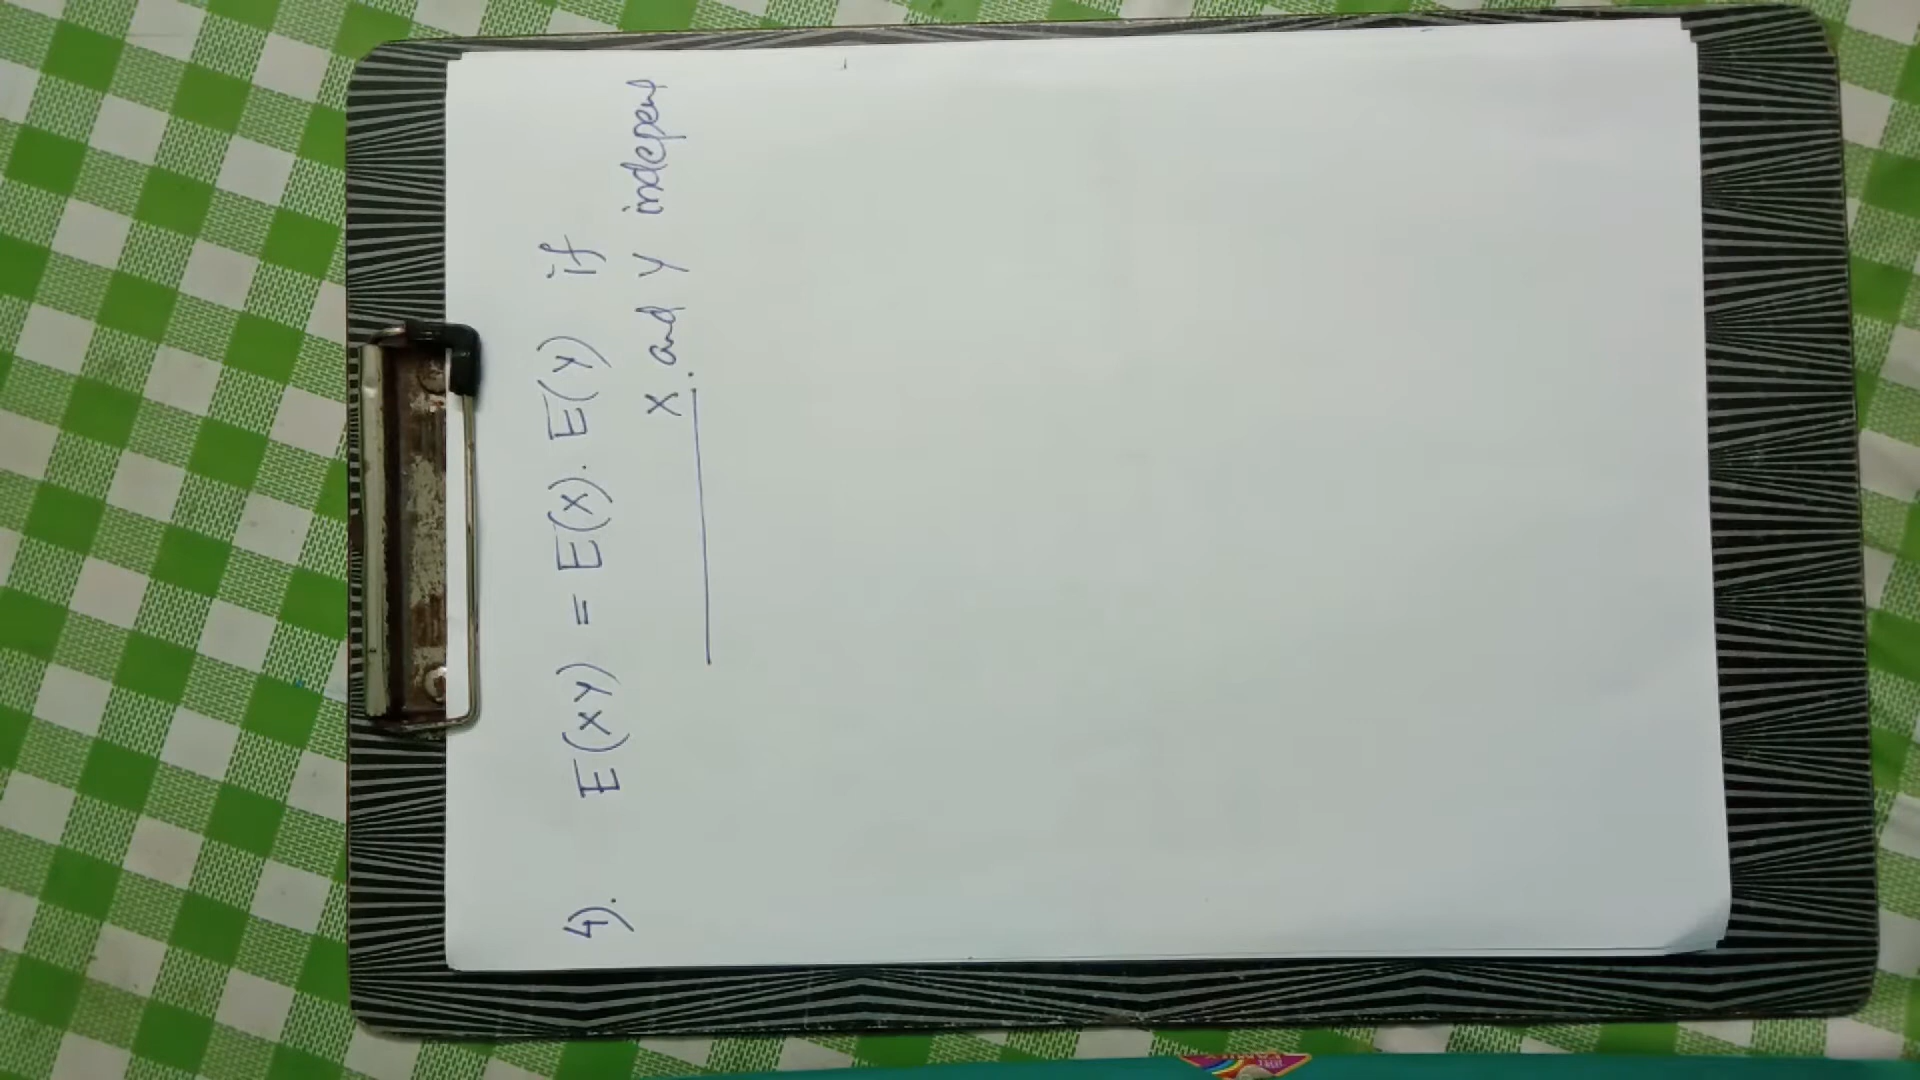 4). E(XY) = E(X). E(Y) if
X and Y indepen